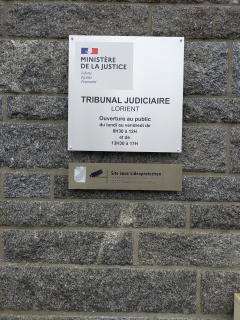 MINISTÈRE
DE LA JUSTICE
Liberté
Égalité
Fraternité
TRIBUNAL JUDICIAIRE
LORIENT
Ouverture au public
du lundi au vendredi de
8H30 à 12H
et de
13H30 à 17H
Site sous vidéoprotection